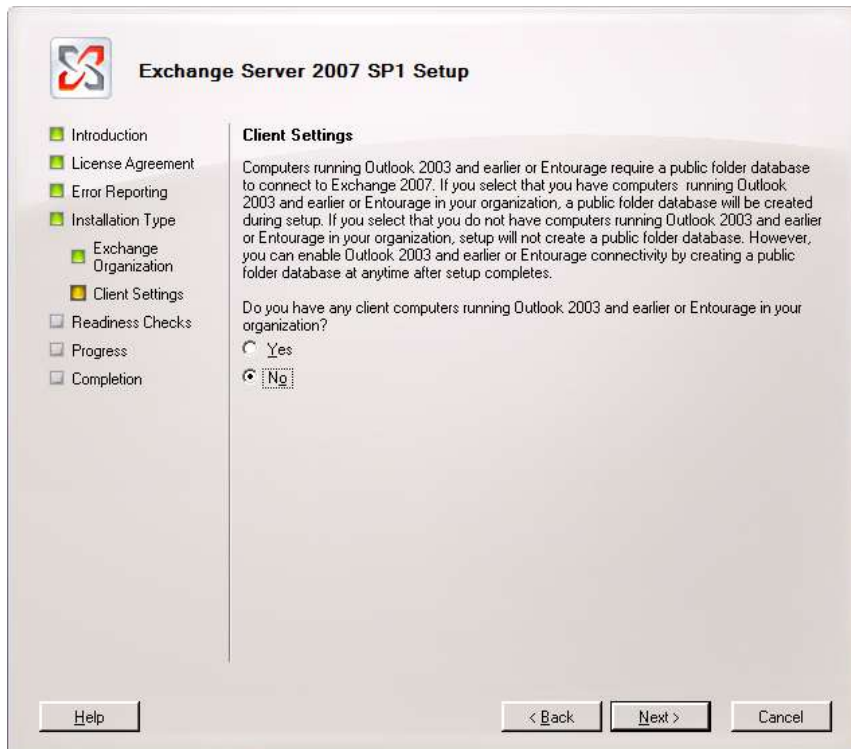 Exchange Server 2007 SP1 Setup
Introduction
License Agreement
Error Reporting
Installation Type
Exchange
Organization
Client Settings
Readiness Checks
Progress
Completion
Client Settings
Computers running Outlook 2003 and earlier or Entourage require a public folder database
to connect to Exchange 2007. If you select that you have computers running Outlook
2003 and earlier or Entourage in your organization, a public folder database will be created
during setup. If you select that you do not have computers running Outlook 2003 and earlier
or Entourage in your organization, setup will not create a public folder database. However,
you can enable Outlook 2003 and earlier or Entourage connectivity by creating a public
folder database at anytime after setup completes.
Do you have any client computers running Outlook 2003 and earlier or Entourage in your
organization?
Yes
No
Help
< Back
Next >
Cancel